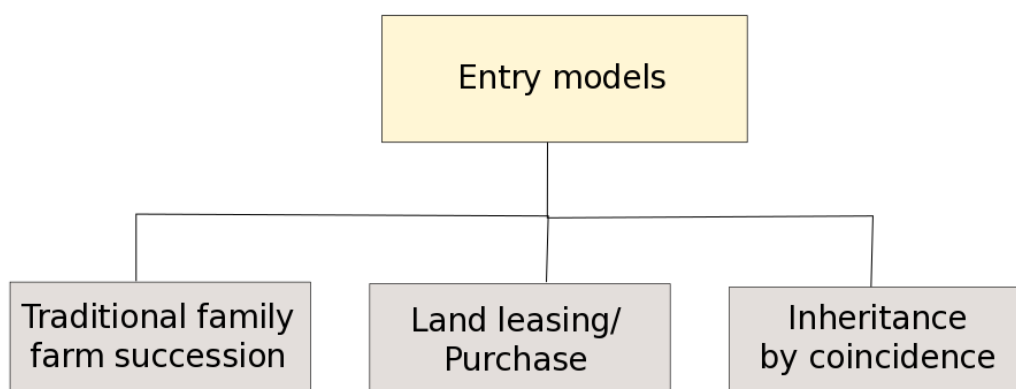 Entry models
Traditional family
farm succession
Land leasing/
Purchase
Inheritance
by coincidence